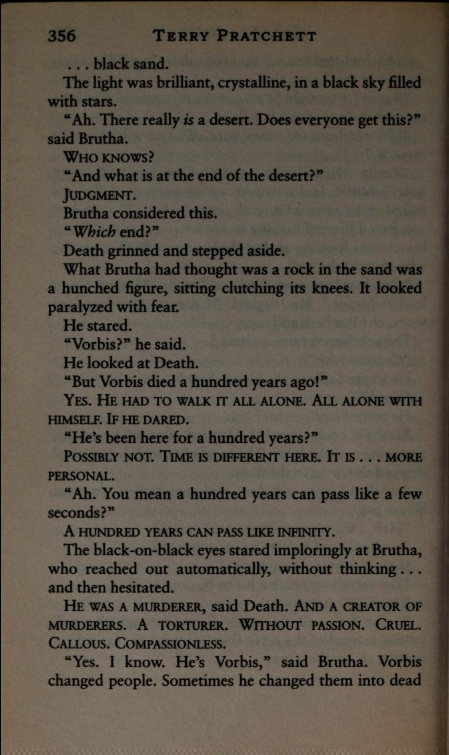 356 TERRY PRATCHETT
. . . black sand.
The light was brilliant, crystalline, in a black sky filled
with stars.
“Ah. There really is a desert. Does everyone get this?”
said Brutha.
WHO KNOWS?
“And what is at the end of the desert?”
JUDGMENT.
Brutha considered this.
“Which end?”
Death grinned and stepped aside.
What Brutha had thought was a rock in the sand was
a hunched figure, sitting clutching its knees. It looked
paralyzed with fear.
He stared.
“Vorbis?” he said.
He looked at Death.
“But Vorbis died a hundred years ago!”
YES. HE HAD TO WALK IT ALL ALONE. ALL ALONE WITH
HIMSELF. IF HE DARED.
“He’s been here for a hundred years?”
POSSIBLY NOT. TIME IS DIFFERENT HERE. IT IS . . . MORE
PERSONAL.
“Ah. You mean a hundred years can pass like a few
seconds?”
A HUNDRED YEARS CAN PASS LIKE INFINITY.
The black-on-black eyes stared imploringly at Brutha,
who reached out automatically, without thinking . . .
and then hesitated.
HE WAS A MURDERER, said Death. AND A CREATOR OF
MURDERERS. A TORTURER. WITHOUT PASSION. CRUEL.
CALLOUS. COMPASSIONLESS.
“Yes. I know. He’s Vorbis,” said Brutha. Vorbis
changed people. Sometimes he changed them into dead